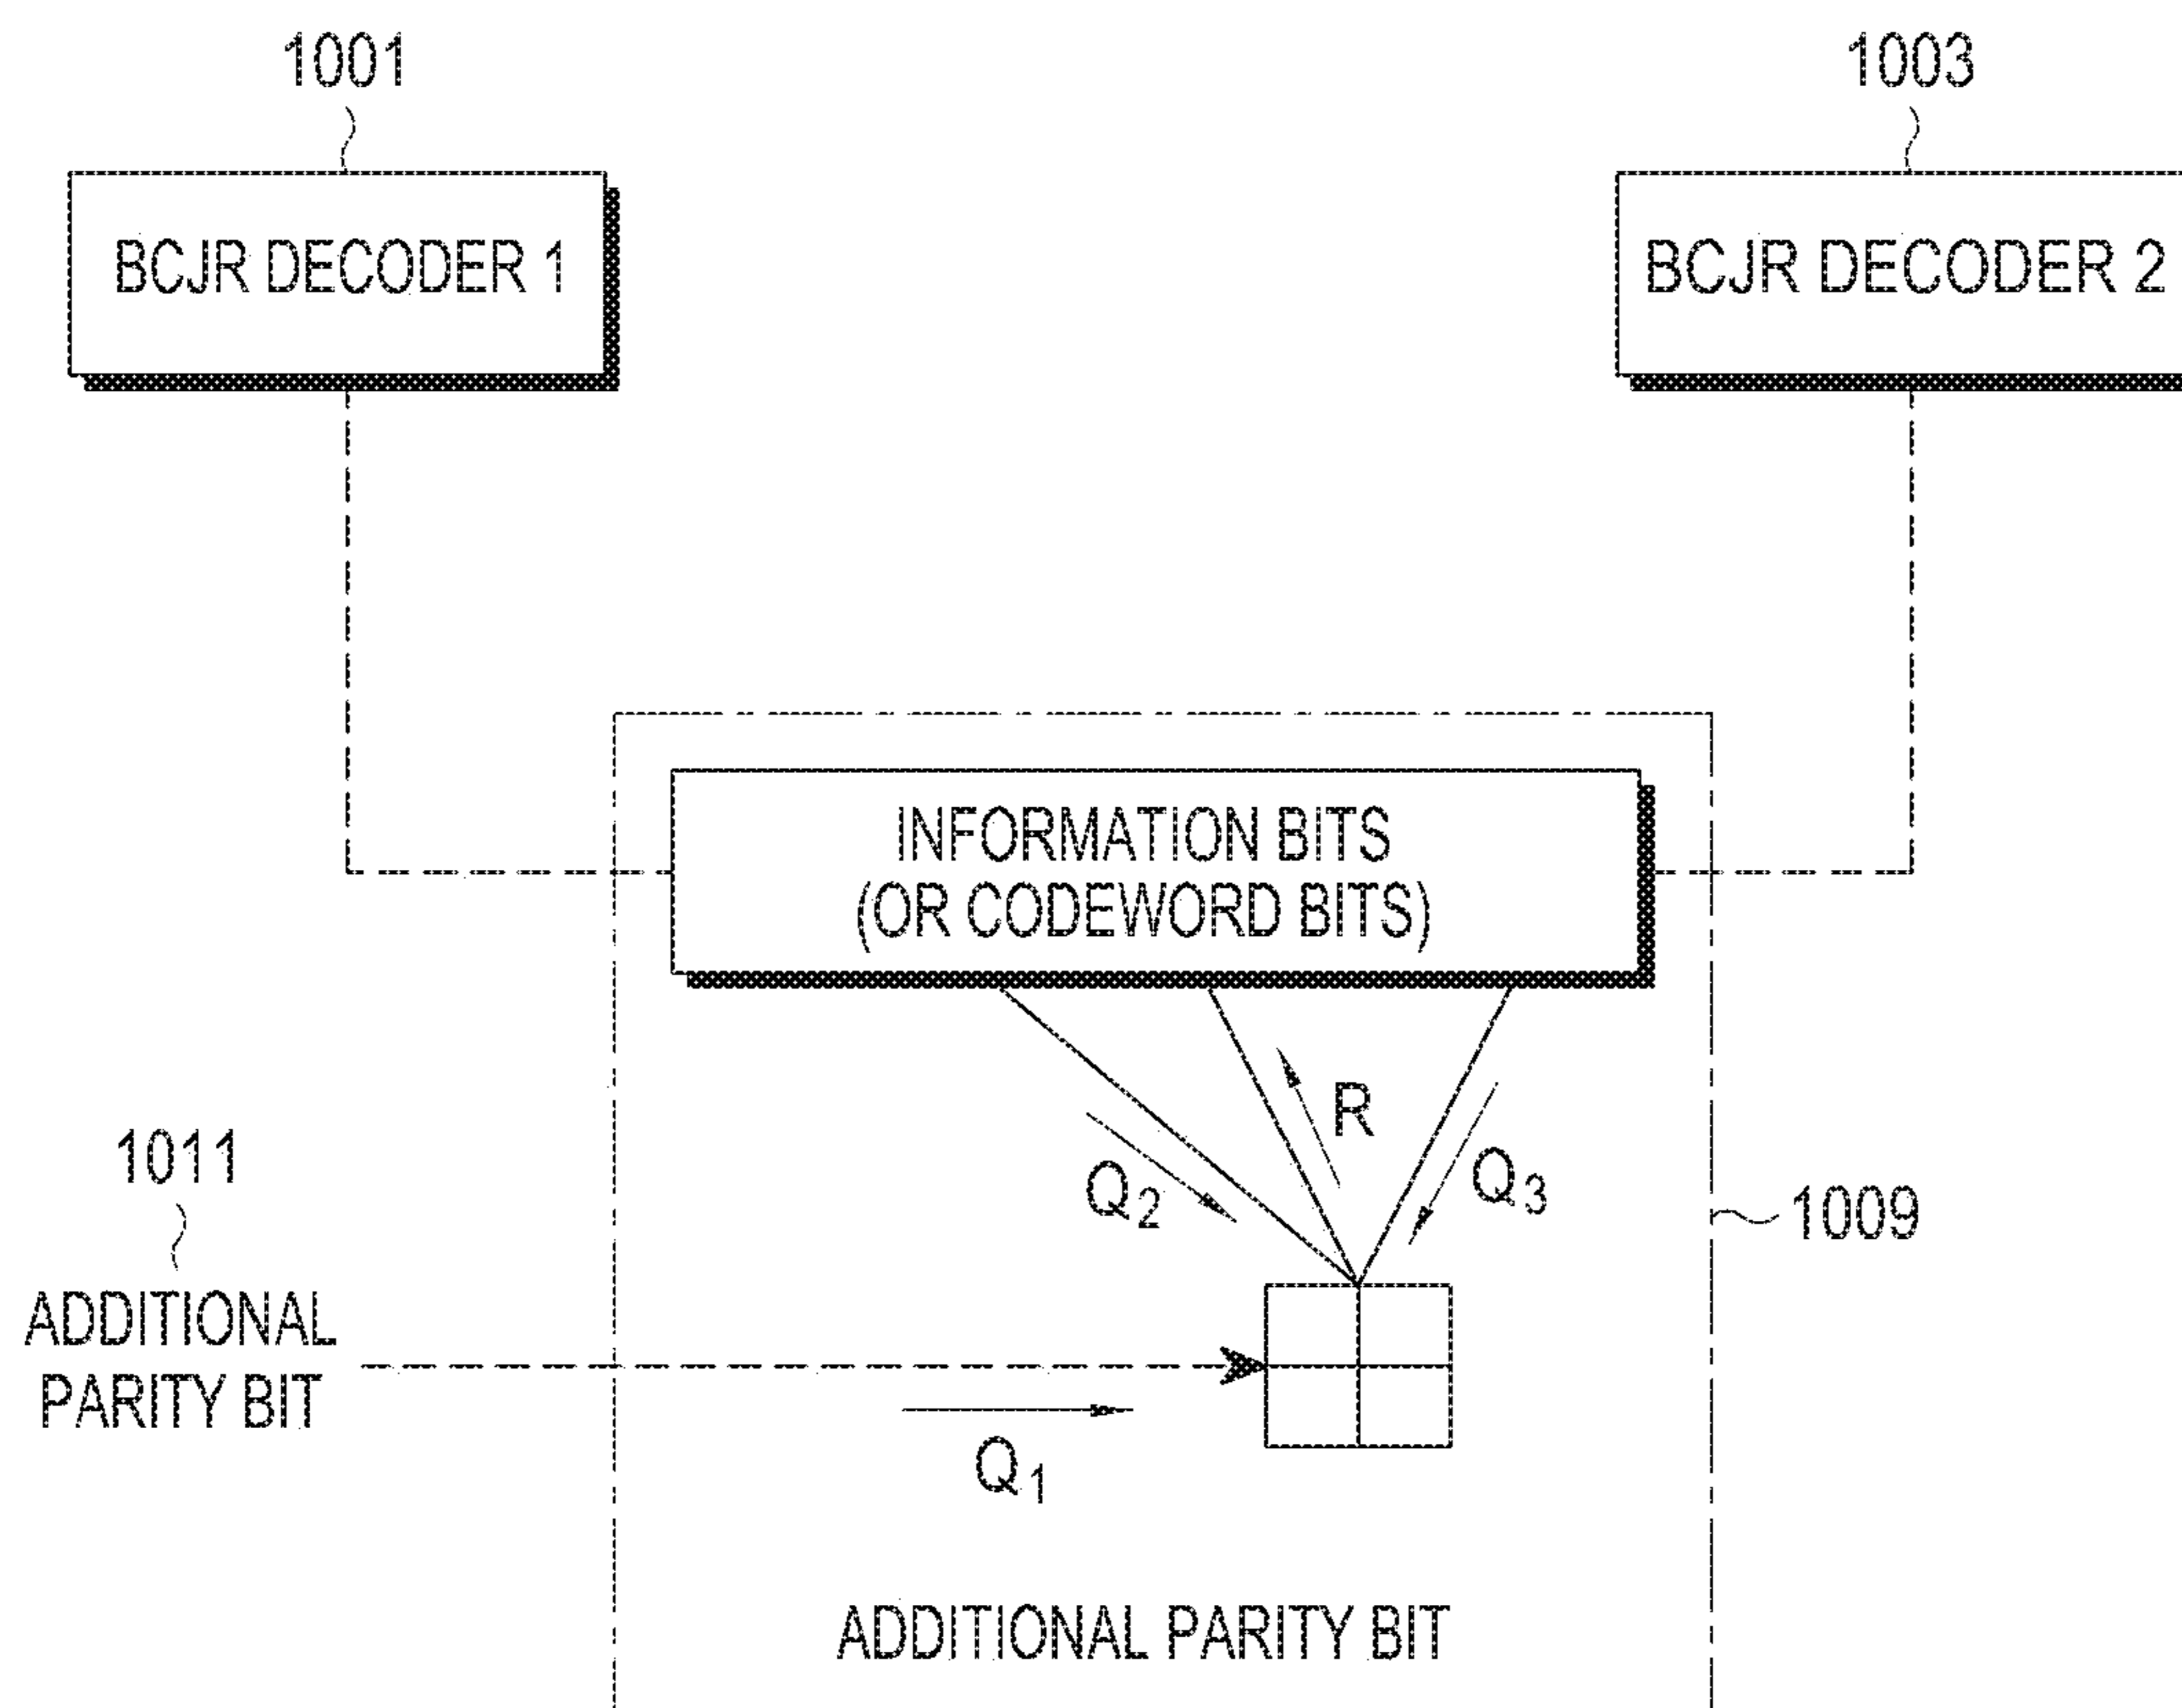 1001
1003
BCJR DECODER 1
BCJR DECODER 2
INFORMATION BITS
(OR CODEWORD BITS)
R
Q2
Q3
1011
1009
ADDITIONAL
PARITY BIT
Q1
ADDITIONAL PARITY BIT